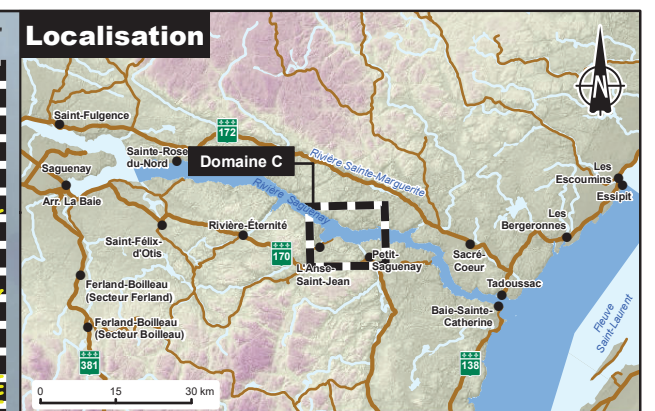 Localisation
N
Saint-Fulgence
172
Sainte-Rose-
du-Nord
Domaine C
Rivière Sainte-Marguerite
Saguenay
Rivière Saguenay
Les
Escoumins
Essipit
Arr. La Baie
Les
Bergeronnes
Rivière-Éternité
Saint-Félix-
d'Otis
170
L'Anse-
Saint-Jean
Petit-
Saguenay
Sacré-
Coeur
Ferland-Boilleau
(Secteur Ferland)
Tadoussac
Baie-Sainte-
Catherine
Fleuve
Saint-Laurent
Ferland-Boilleau
(Secteur Boilleau)
381
138
0 15 30 km